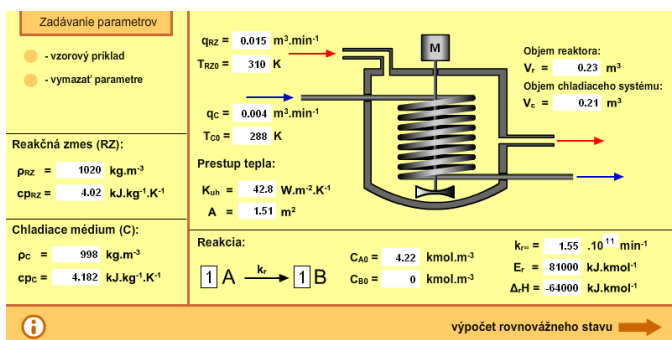 Zadávanie parametrov
- vzorový príklad
- vymazať parametre
Reakčná zmes (RZ):
ρRZ = 1020 kg.m⁻³
cpRZ = 4.02 kJ.kg⁻¹.K⁻¹
Chladiace médium (C):
ρC = 998 kg.m⁻³
cpC = 4.182 kJ.kg⁻¹.K⁻¹
qRZ = 0.015 m³.min⁻¹
TRZ0 = 310 K
qC = 0.004 m³.min⁻¹
TC0 = 288 K
Prestup tepla:
Kuh = 42.8 W.m⁻².K⁻¹
A = 1.51 m²
M
Objem reaktora:
Vr = 0.23 m³
Objem chladiaceho systému:
Vc = 0.21 m³
Reakcia:
1 A kr 1 B
CA0 = 4.22 kmol.m⁻³
CB0 = 0 kmol.m⁻³
kr∞ = 1.55 .10¹¹ min⁻¹
Er = 81000 kJ.kmol⁻¹
ΔrH = -64000 kJ.kmol⁻¹
i
výpočet rovnovážneho stavu